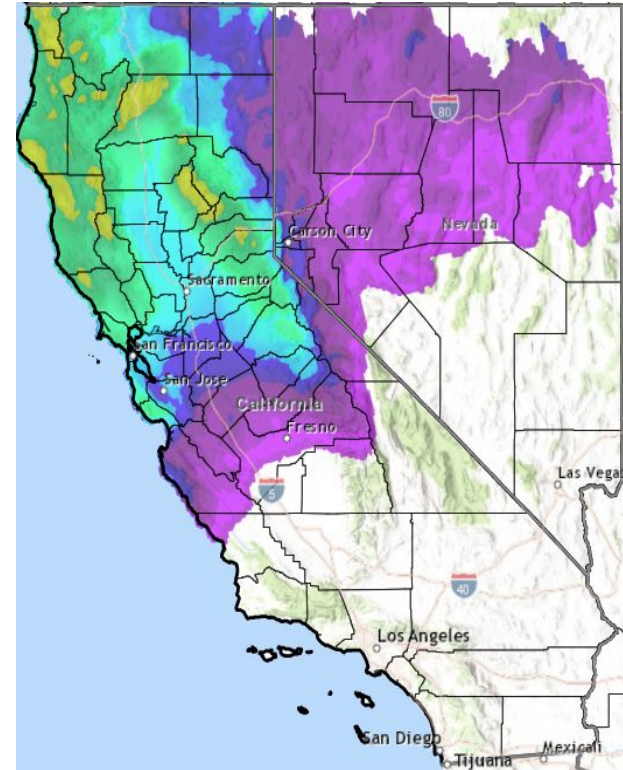 80
Nevada
Carson City
Sacramento
San Francisco
San Jose
California
Fresno
5
Las Vegas
40
Los Angeles
San Diego
Tijuana
Mexicali